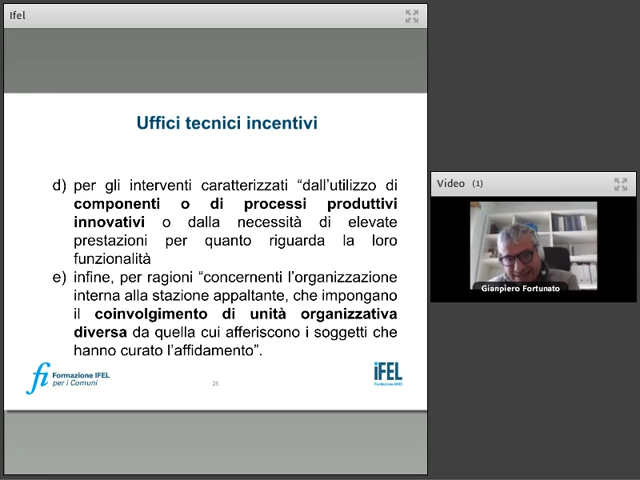 Ifel
Uffici tecnici incentivi
d) per gli interventi caratterizzati “dall’utilizzo di
componenti o di processi produttivi
innovativi o dalla necessità di elevate
prestazioni per quanto riguarda la loro
funzionalità
e) infine, per ragioni “concernenti l’organizzazione
interna alla stazione appaltante, che impongano
il coinvolgimento di unità organizzativa
diversa da quella cui afferiscono i soggetti che
hanno curato l’affidamento”.
fi Formazione IFEL
per i Comuni
25
iFEL
Fondazione ANCI
Video (1)
Gianpiero Fortunato